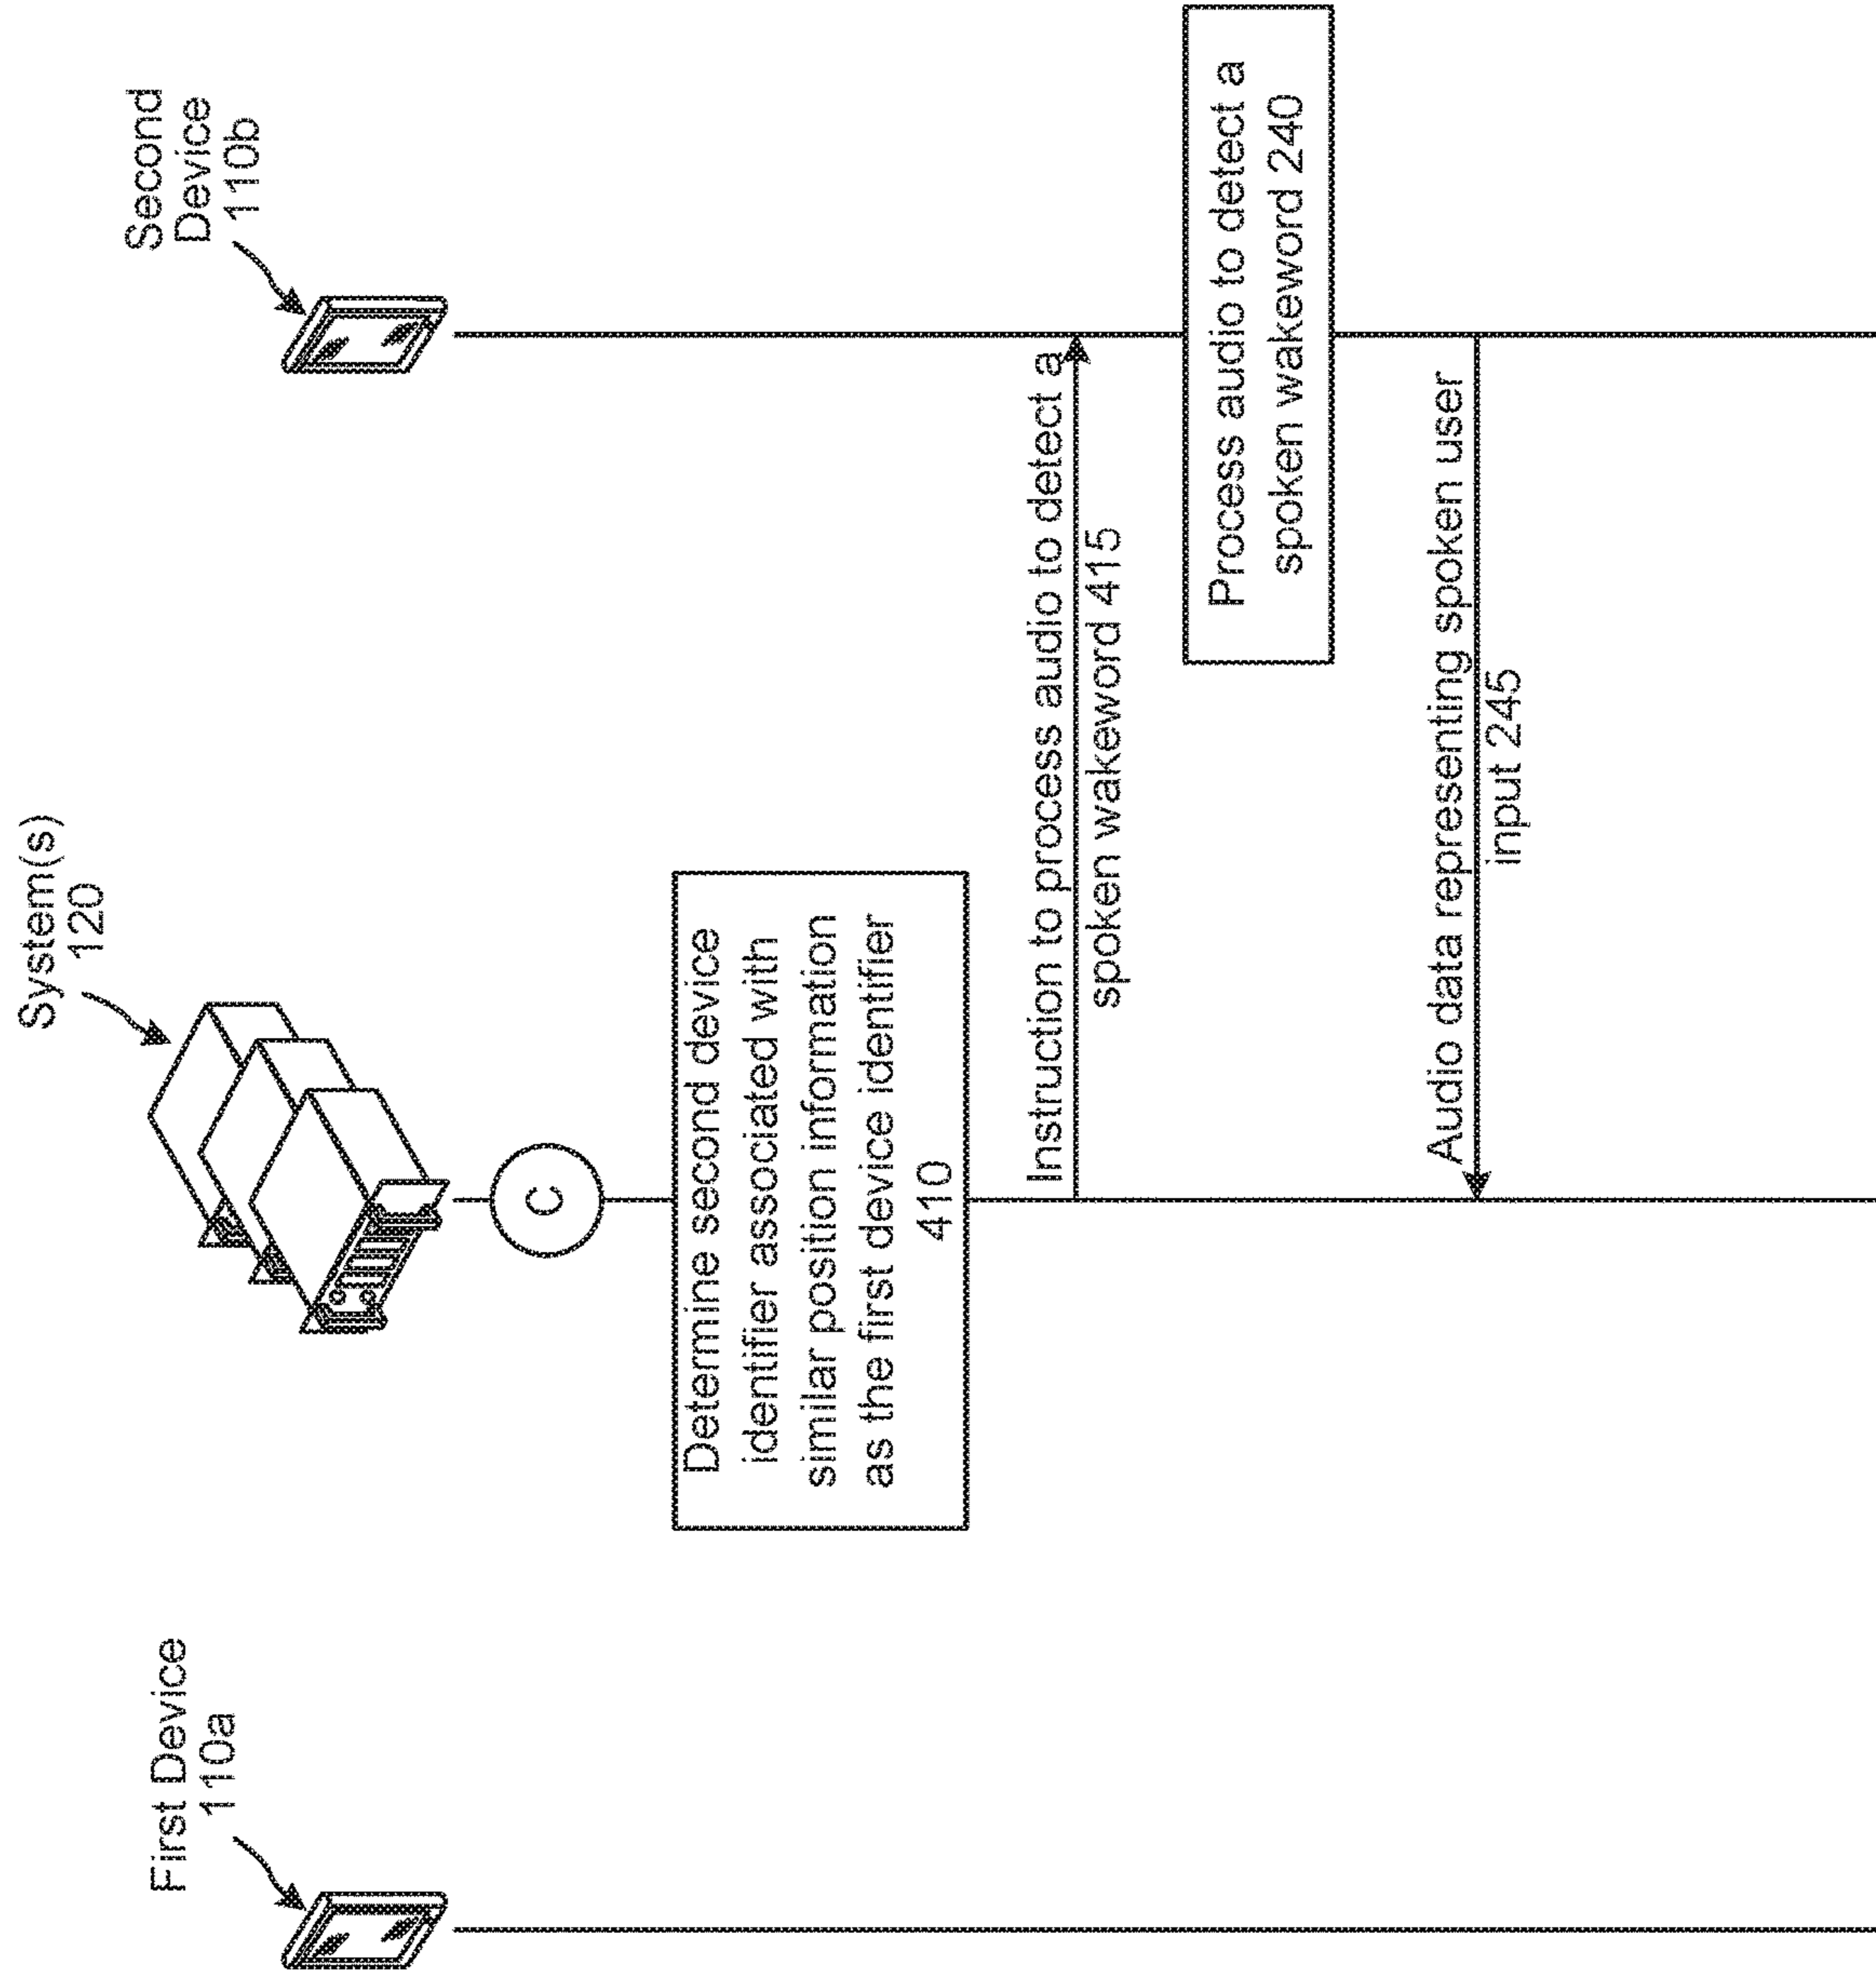 First Device
110a
System(s)
120
Second
Device
110b
C
Determine second device
identifier associated with
similar position information
as the first device identifier
410
Instruction to process audio to detect a
spoken wakeword 415
Process audio to detect a
spoken wakeword 240
Audio data representing spoken user
input 245